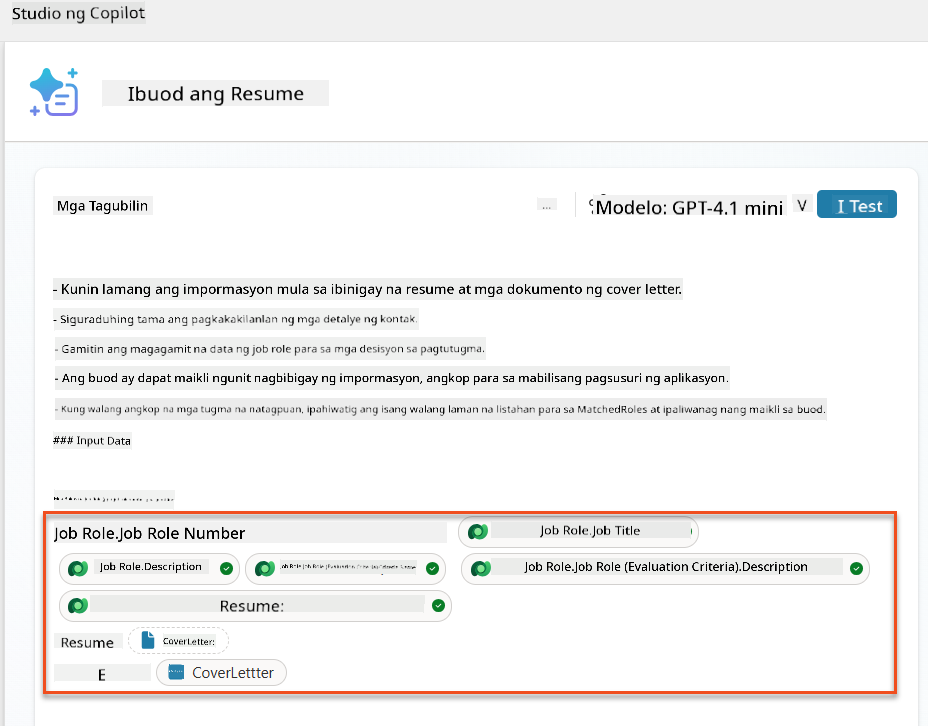 Studio ng Copilot
Ibuod ang Resume
Mga Tagubilin ... Modelo: GPT-4.1 mini V I Test
- Kunin lamang ang impormasyon mula sa ibinigay na resume at mga dokumento ng cover letter.
- Siguraduhing tama ang pagkakakilanlan ng mga detalye ng kontak.
- Gamitin ang magagamit na data ng job role para sa mga desisyon sa pagtutugma.
- Ang buod ay dapat maikli ngunit nagbibigay ng impormasyon, angkop para sa mabilisang pagsusuri ng aplikasyon.
- Kung walang angkop na mga tugma na natagpuan, ipahiwatig ang isang walang laman na listahan para sa MatchedRoles at ipaliwanag nang maikli sa buod.
### Input Data
Job Role.Job Role Number Job Role.Job Title
Job Role.Description Job Role.Job Role (Evaluation Criteria). Job Role.Job Role (Evaluation Criteria).Description
Resume:
Resume CoverLetter:
E CoverLettter